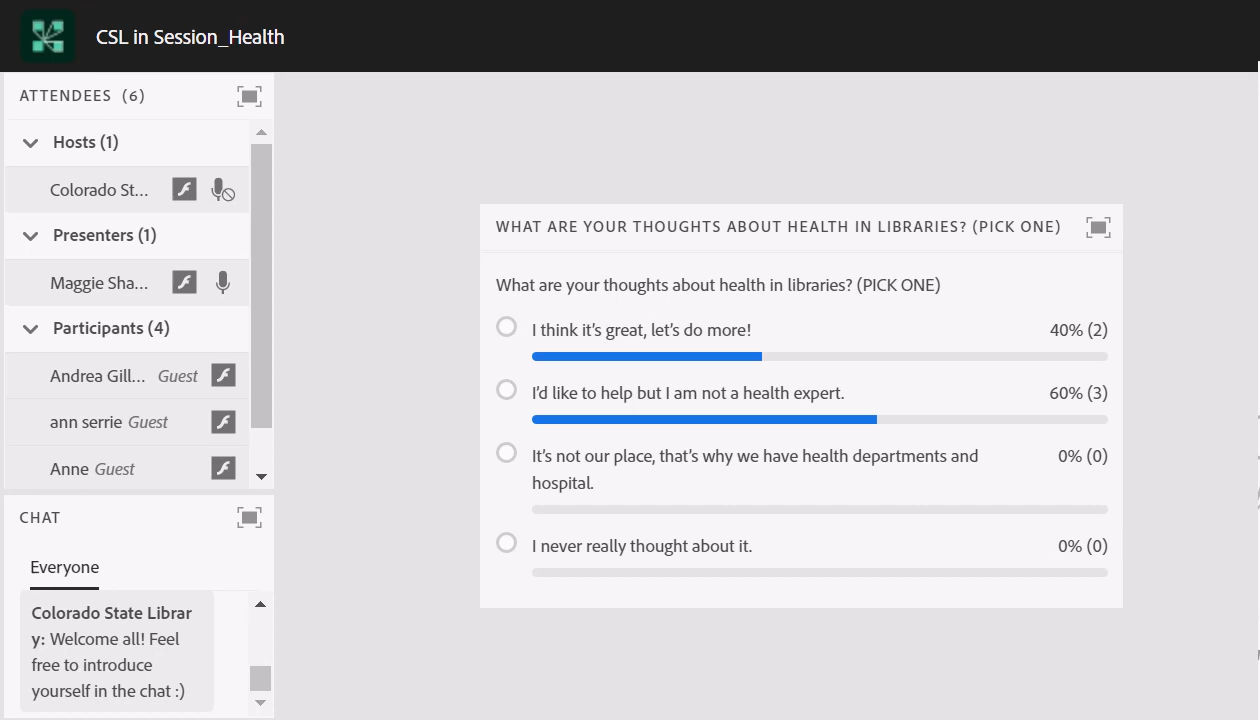 CSL in Session_Health
ATTENDEES (6)
Hosts (1)
Colorado St...
Presenters (1)
Maggie Sha...
Participants (4)
Andrea Gill... Guest
ann serrie Guest
Anne Guest
CHAT
Everyone
Colorado State Librar
y: Welcome all! Feel
free to introduce
yourself in the chat :)
WHAT ARE YOUR THOUGHTS ABOUT HEALTH IN LIBRARIES? (PICK ONE)
What are your thoughts about health in libraries? (PICK ONE)
I think it's great, let's do more! 40% (2)
I'd like to help but I am not a health expert. 60% (3)
It's not our place, that's why we have health departments and 0% (0)
hospital.
I never really thought about it. 0% (0)